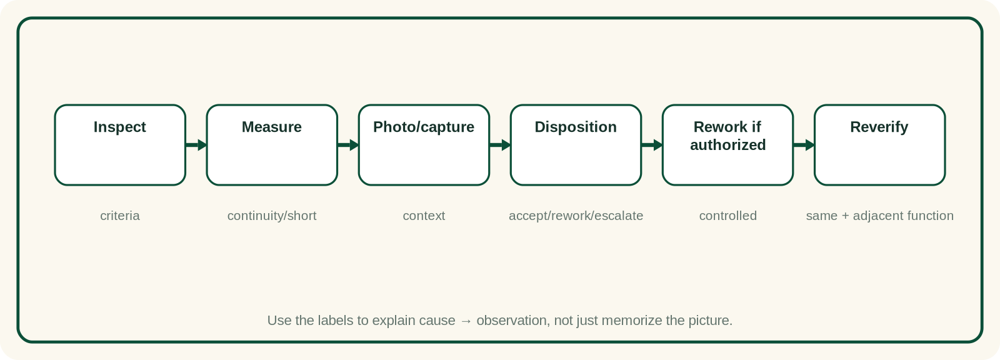 Inspect
Measure
Photo/capture
Disposition
Rework if
authorized
Reverify
criteria
continuity/short
context
accept/rework/escalate
controlled
same + adjacent function
Use the labels to explain cause → observation, not just memorize the picture.